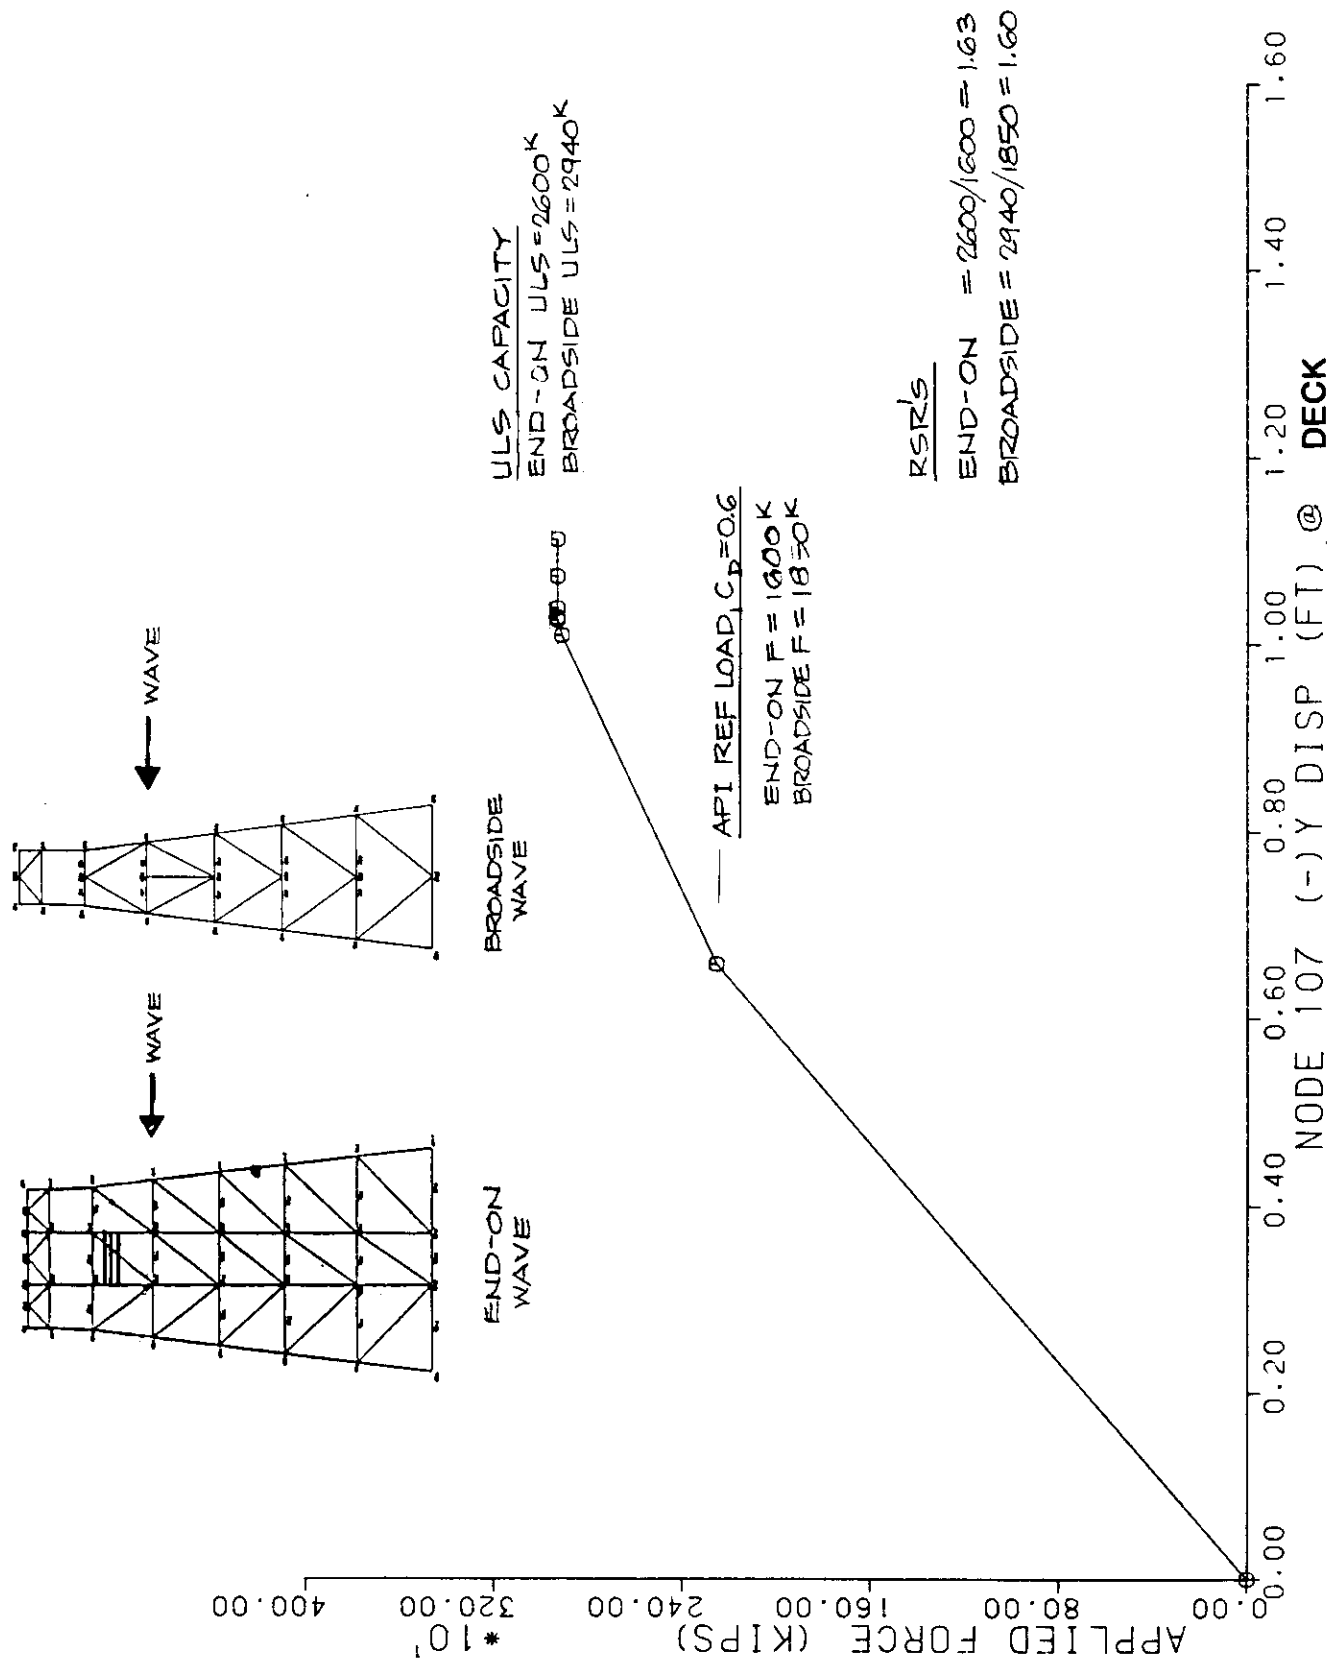 WAVE
WAVE
END-ON
WAVE
BROADSIDE
WAVE
ULS CAPACITY
END-ON ULS = 2600K
BROADSIDE ULS = 2940K
API REF LOAD, CD=0.6
END-ON F = 1600K
BROADSIDE F = 1850K
RSR'S
END-ON = 2600/1600 = 1.63
BROADSIDE = 2940/1850 = 1.60
APPLIED FORCE (KIPS) *10¹
400.00
320.00
240.00
160.00
80.00
0.00
0.00 0.20 0.40 0.60 0.80 1.00 1.20 1.40 1.60
NODE 107 (-) Y DISP (FT) @ DECK